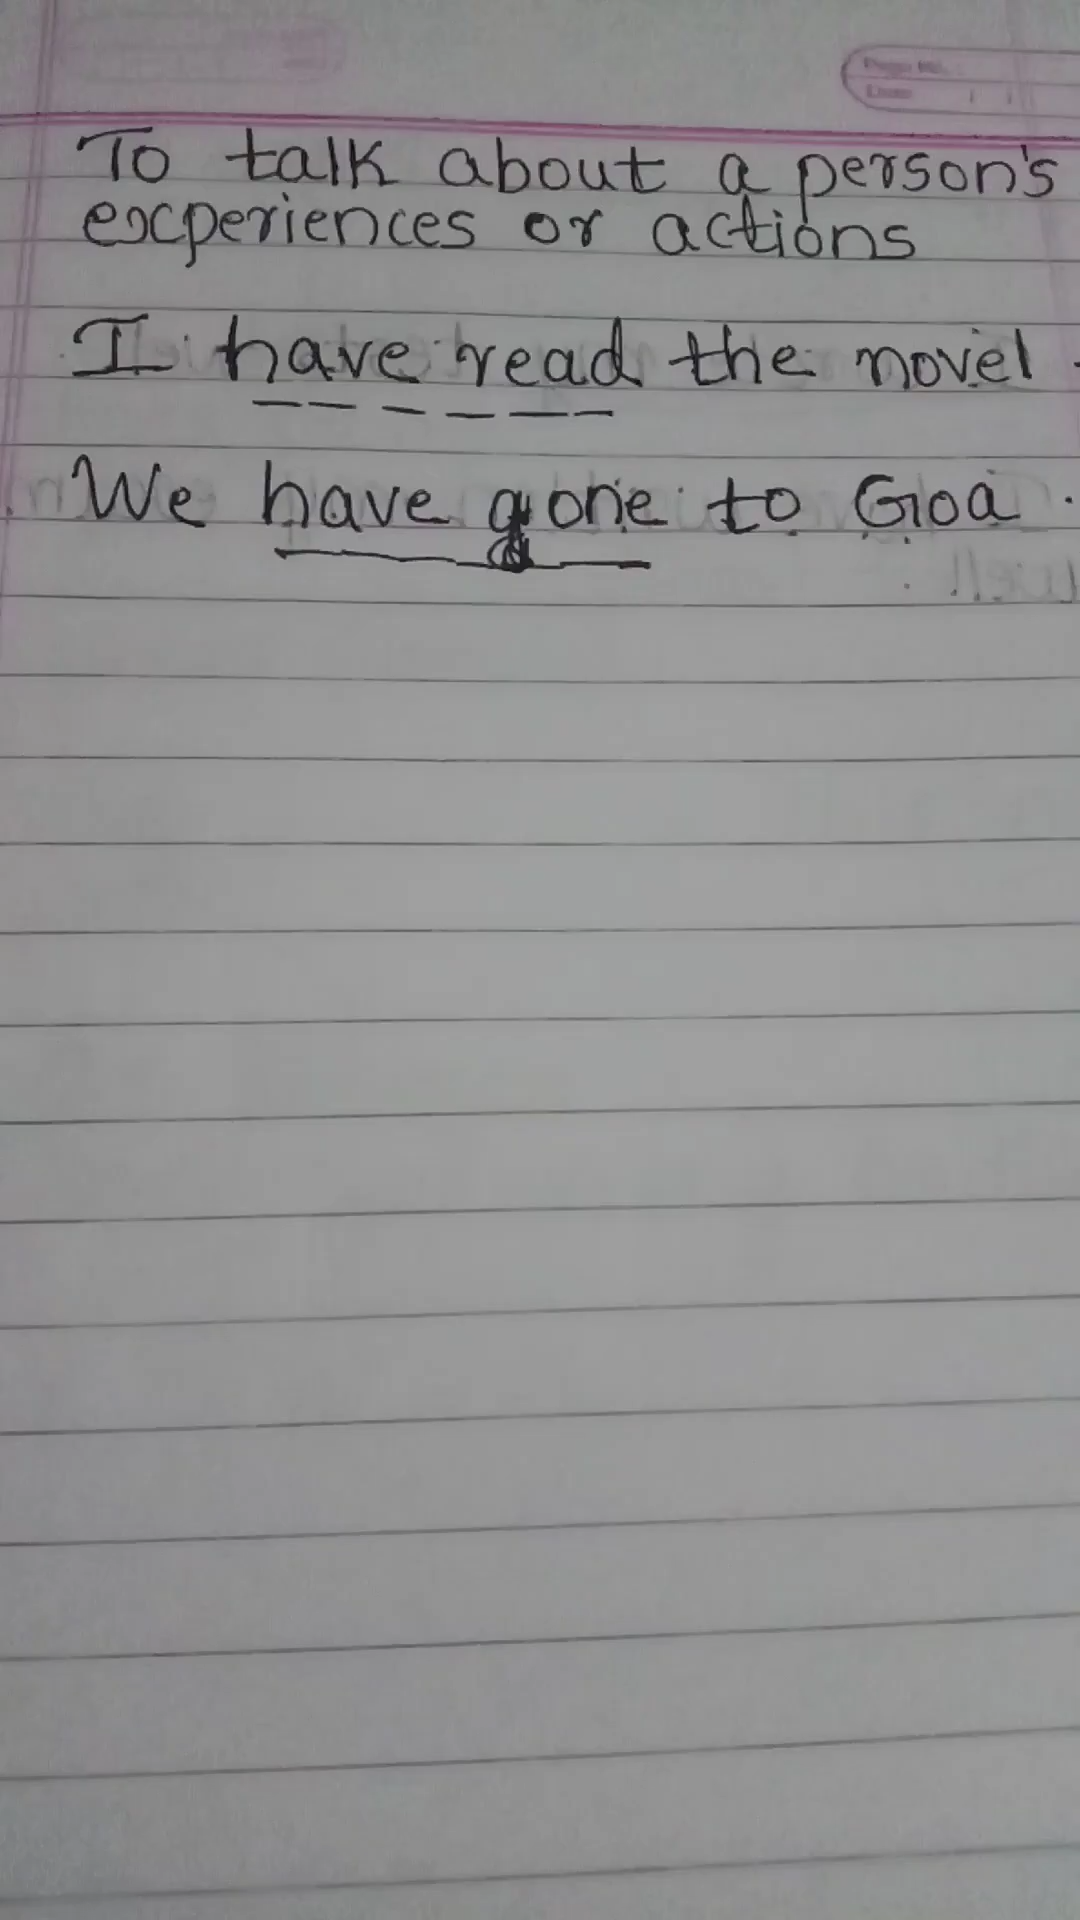 To talk about a person's
experiences or actions
I have read the novel.
We have gone to Goa.